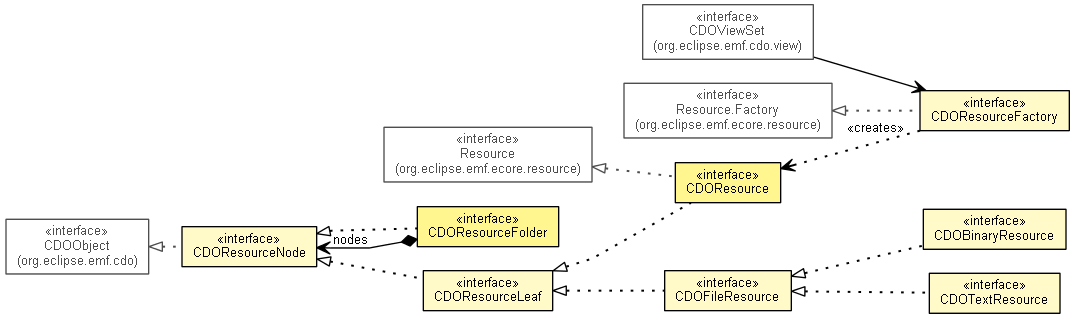 «interface»
CDOViewSet
(org.eclipse.emf.cdo.view)
«interface»
Resource.Factory
(org.eclipse.emf.ecore.resource)
«interface»
CDOResourceFactory
«creates»
«interface»
Resource
(org.eclipse.emf.ecore.resource)
«interface»
CDOResource
«interface»
CDOObject
(org.eclipse.emf.cdo)
«interface»
CDOResourceNode
nodes
«interface»
CDOResourceFolder
«interface»
CDOBinaryResource
«interface»
CDOResourceLeaf
«interface»
CDOFileResource
«interface»
CDOTextResource